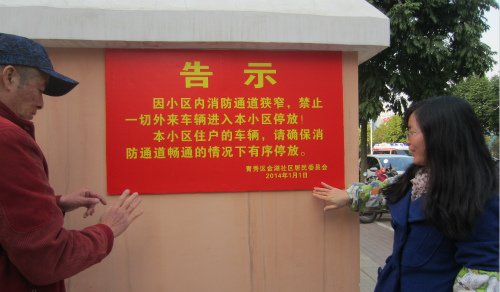 告示
因小区内消防通道狭窄，禁止
一切外来车辆进入本小区停放！
本小区住户的车辆，请确保消
防通道畅通的情况下有序停放。
青秀区金湖社区居民委员会
2014年1月1日